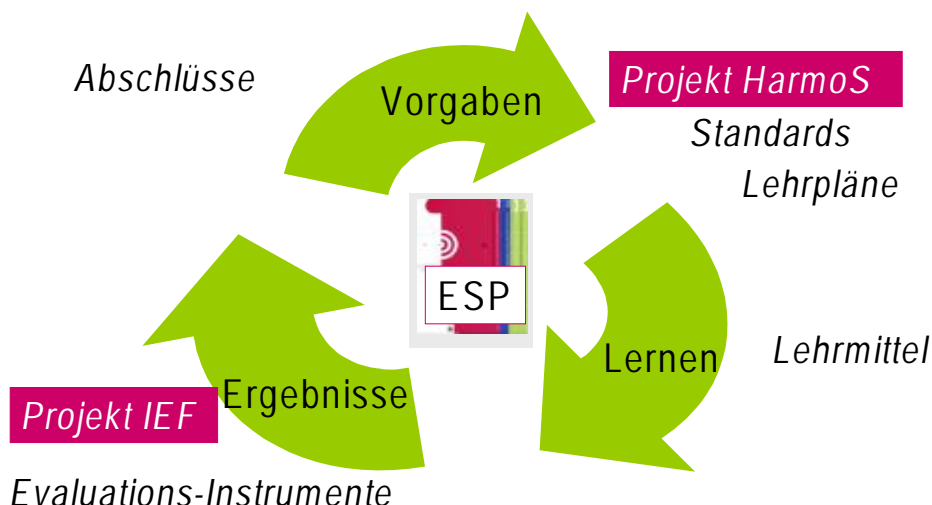 Abschlüsse
Vorgaben
Projekt HarmoS
Standards
Lehrpläne
ESP
Lernen
Lehrmittel
Ergebnisse
Projekt IEF
Evaluations-Instrumente